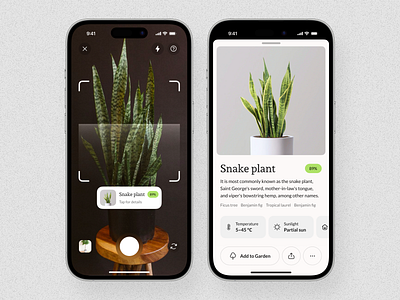 9:41
Snake plant
89%
Tap for details
9:41
Snake plant
89%
It is most commonly known as the snake plant,
Saint George's sword, mother-in-law's tongue,
and viper's bowstring hemp, among other names.
Ficus tree Benjamin fig Tropical laurel Benjamin fig
Temperature
5–45 °C
Sunlight
Partial sun
Add to Garden